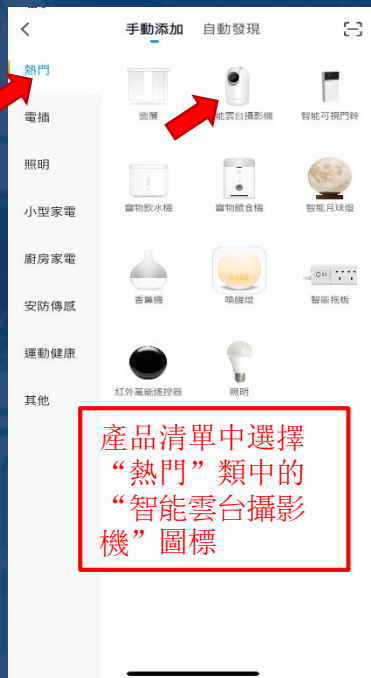 手動添加 自動發現
熱門
電插
照明
小型家電
廚房家電
安防傳感
運動健康
其他
窗簾
能雲台攝影機
智能可視門鈴
寵物飲水機
寵物餵食機
智能月球燈
香薰機
喚醒燈
智能拖板
紅外萬能遙控器
照明
產品清單中選擇
“熱門”類中的
“智能雲台攝影
機”圖標